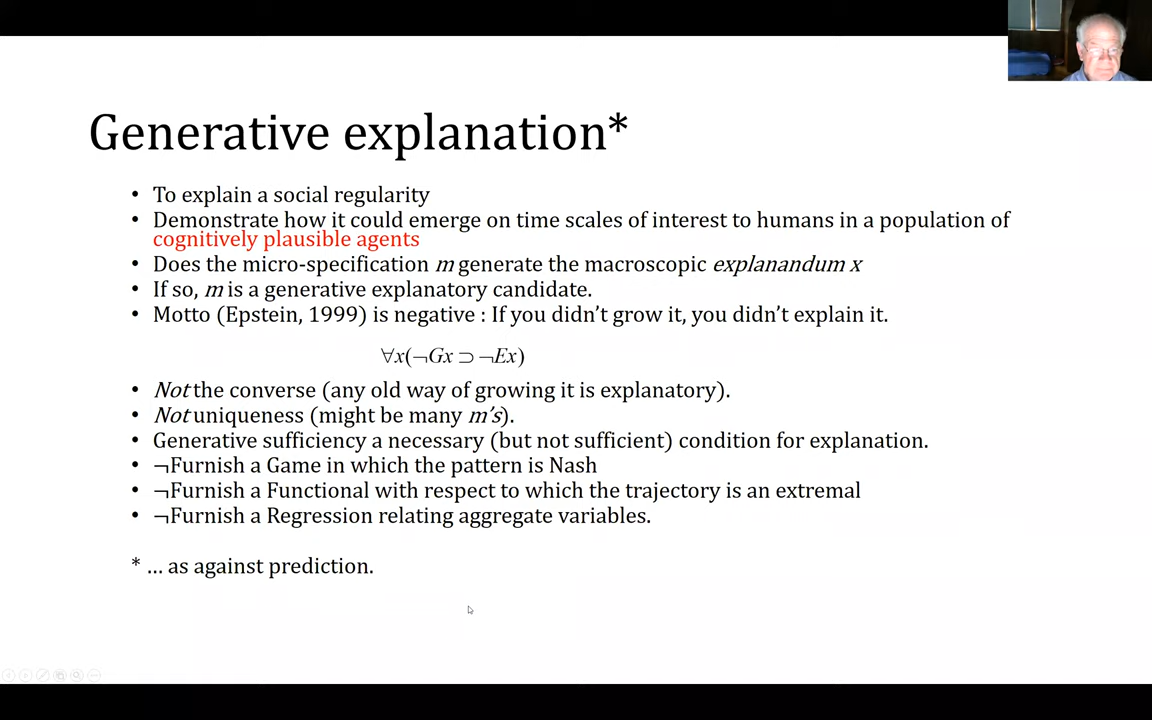 Generative explanation*
• To explain a social regularity
• Demonstrate how it could emerge on time scales of interest to humans in a population of
cognitively plausible agents
• Does the micro-specification m generate the macroscopic explanandum x
• If so, m is a generative explanatory candidate.
• Motto (Epstein, 1999) is negative : If you didn’t grow it, you didn’t explain it.
∀x(¬Gx ⊃ ¬Ex)
• Not the converse (any old way of growing it is explanatory).
• Not uniqueness (might be many m’s).
• Generative sufficiency a necessary (but not sufficient) condition for explanation.
• ¬Furnish a Game in which the pattern is Nash
• ¬Furnish a Functional with respect to which the trajectory is an extremal
• ¬Furnish a Regression relating aggregate variables.
* ... as against prediction.